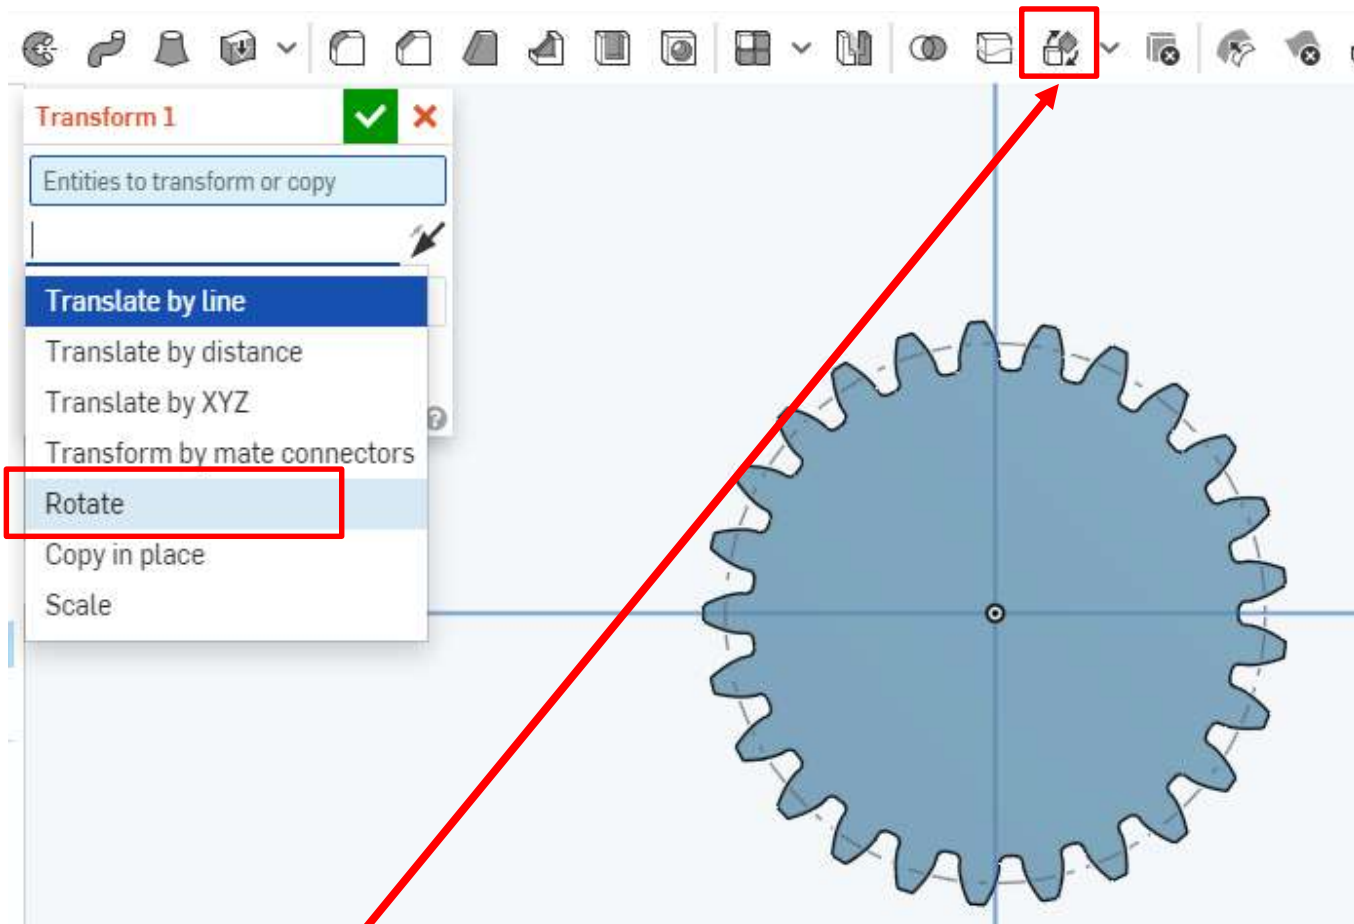 Transform 1
Entities to transform or copy
Translate by line
Translate by distance
Translate by XYZ
Transform by mate connectors
Rotate
Copy in place
Scale